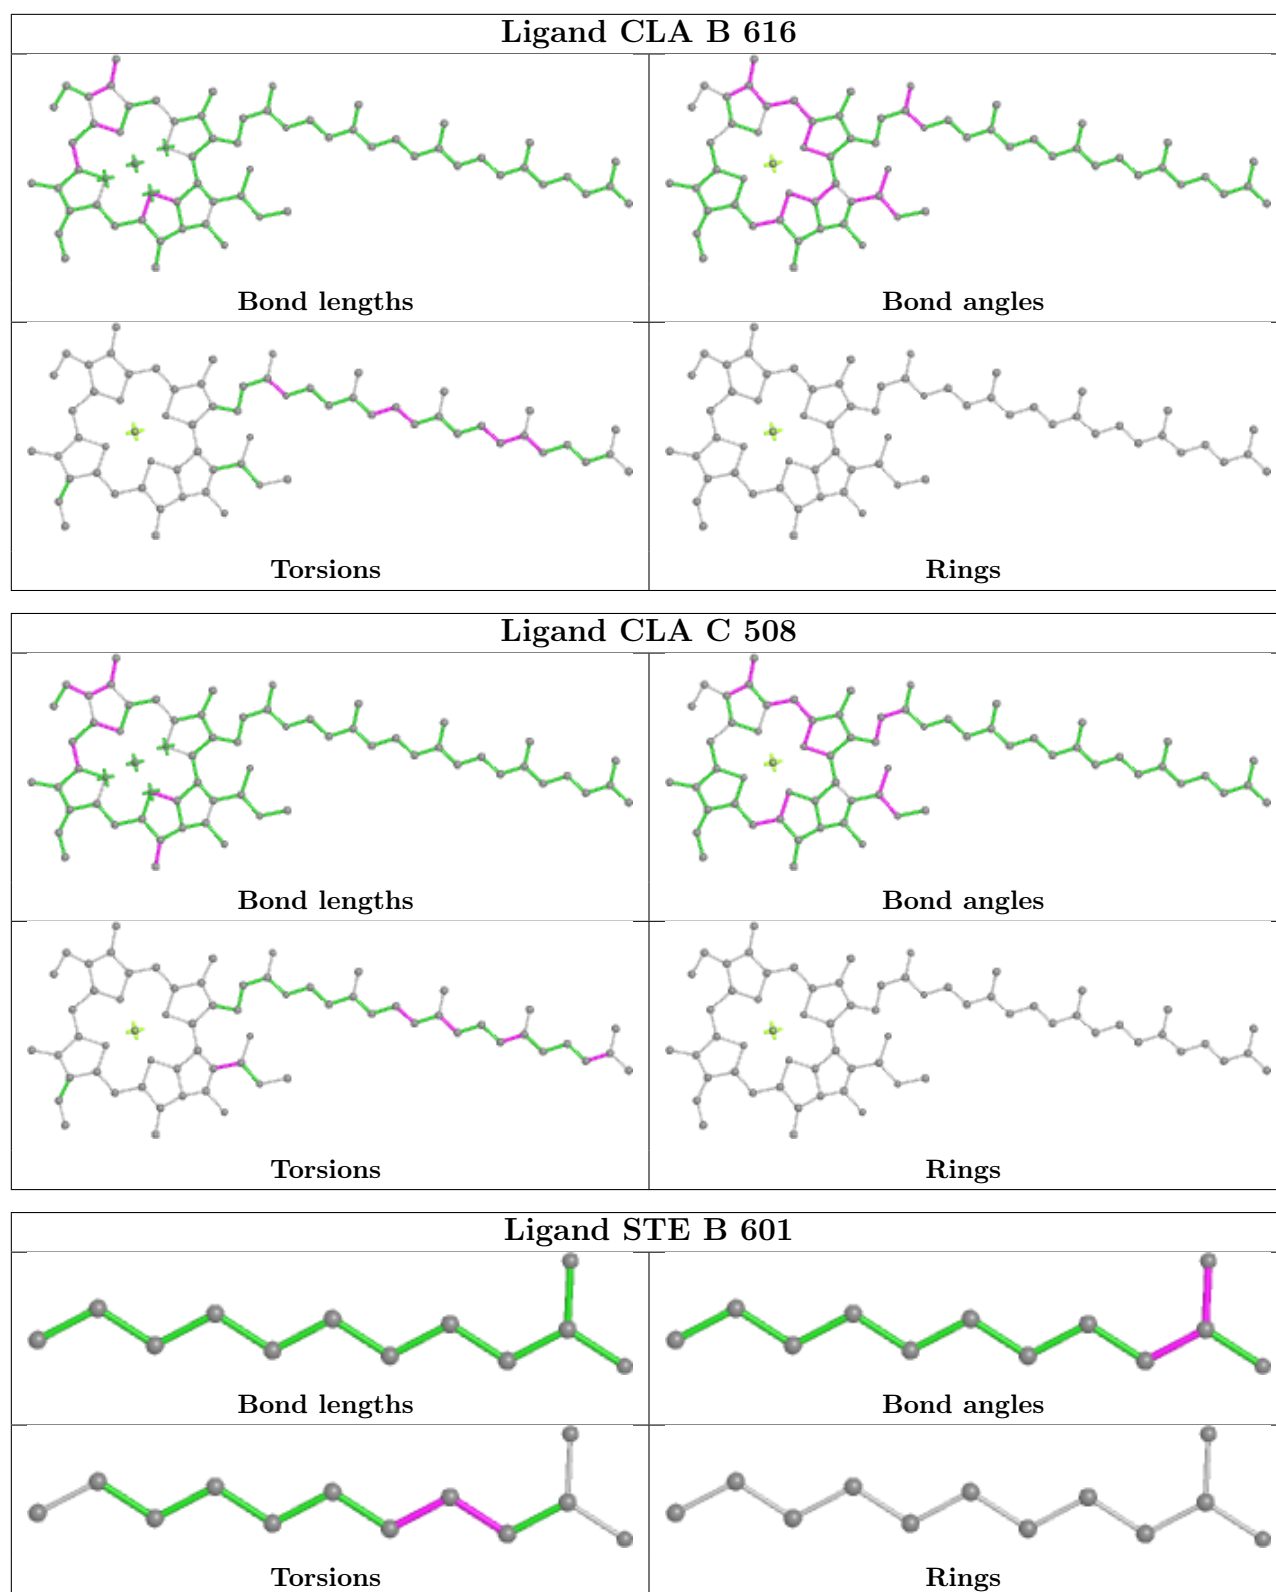 Ligand CLA B 616
Bond lengths
Bond angles
Torsions
Rings
Ligand CLA C 508
Bond lengths
Bond angles
Torsions
Rings
Ligand STE B 601
Bond lengths
Bond angles
Torsions
Rings